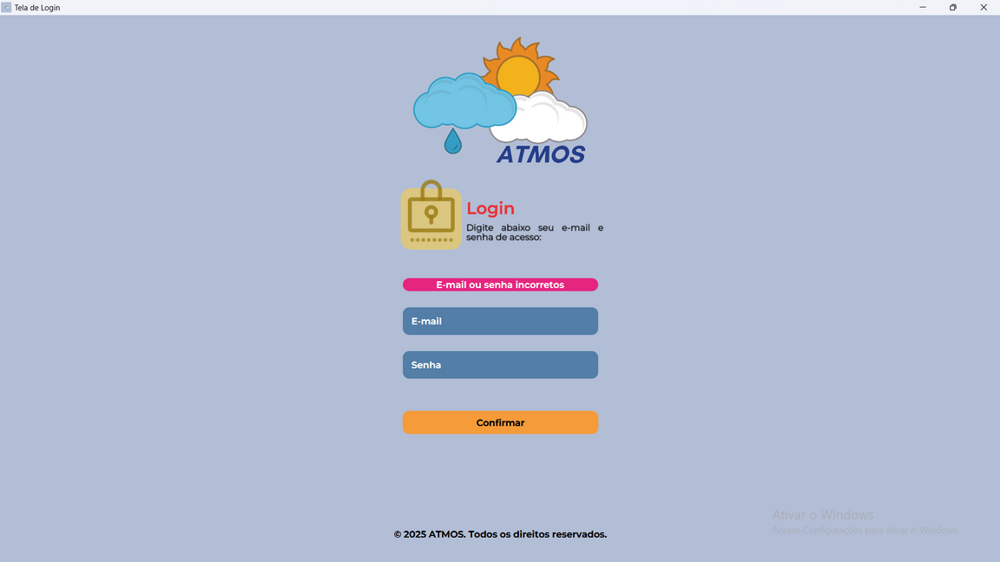 Tela de Login
ATMOS
Login
Digite abaixo seu e-mail e
senha de acesso:
E-mail ou senha incorretos
E-mail
Senha
Confirmar
Ativar o Windows
Acesse Configurações para ativar o Windows.
© 2025 ATMOS. Todos os direitos reservados.